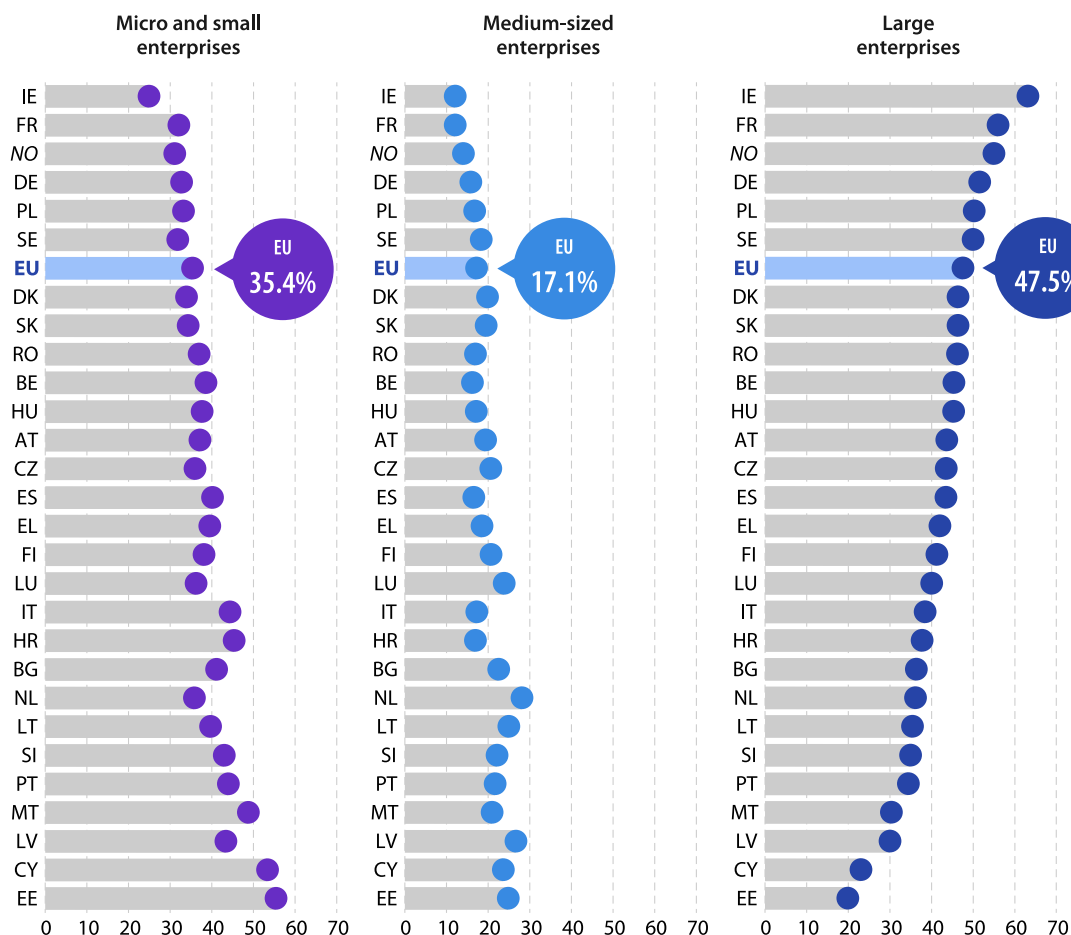 Micro and small
enterprises
Medium-sized
enterprises
Large
enterprises
IE
FR
NO
DE
PL
SE
EU
DK
SK
RO
BE
HU
AT
CZ
ES
EL
FI
LU
IT
HR
BG
NL
LT
SI
PT
MT
LV
CY
EE
EU
35.4%
0 10 20 30 40 50 60 70
IE
FR
NO
DE
PL
SE
EU
DK
SK
RO
BE
HU
AT
CZ
ES
EL
FI
LU
IT
HR
BG
NL
LT
SI
PT
MT
LV
CY
EE
EU
17.1%
0 10 20 30 40 50 60 70
IE
FR
NO
DE
PL
SE
EU
DK
SK
RO
BE
HU
AT
CZ
ES
EL
FI
LU
IT
HR
BG
NL
LT
SI
PT
MT
LV
CY
EE
EU
47.5%
0 10 20 30 40 50 60 70